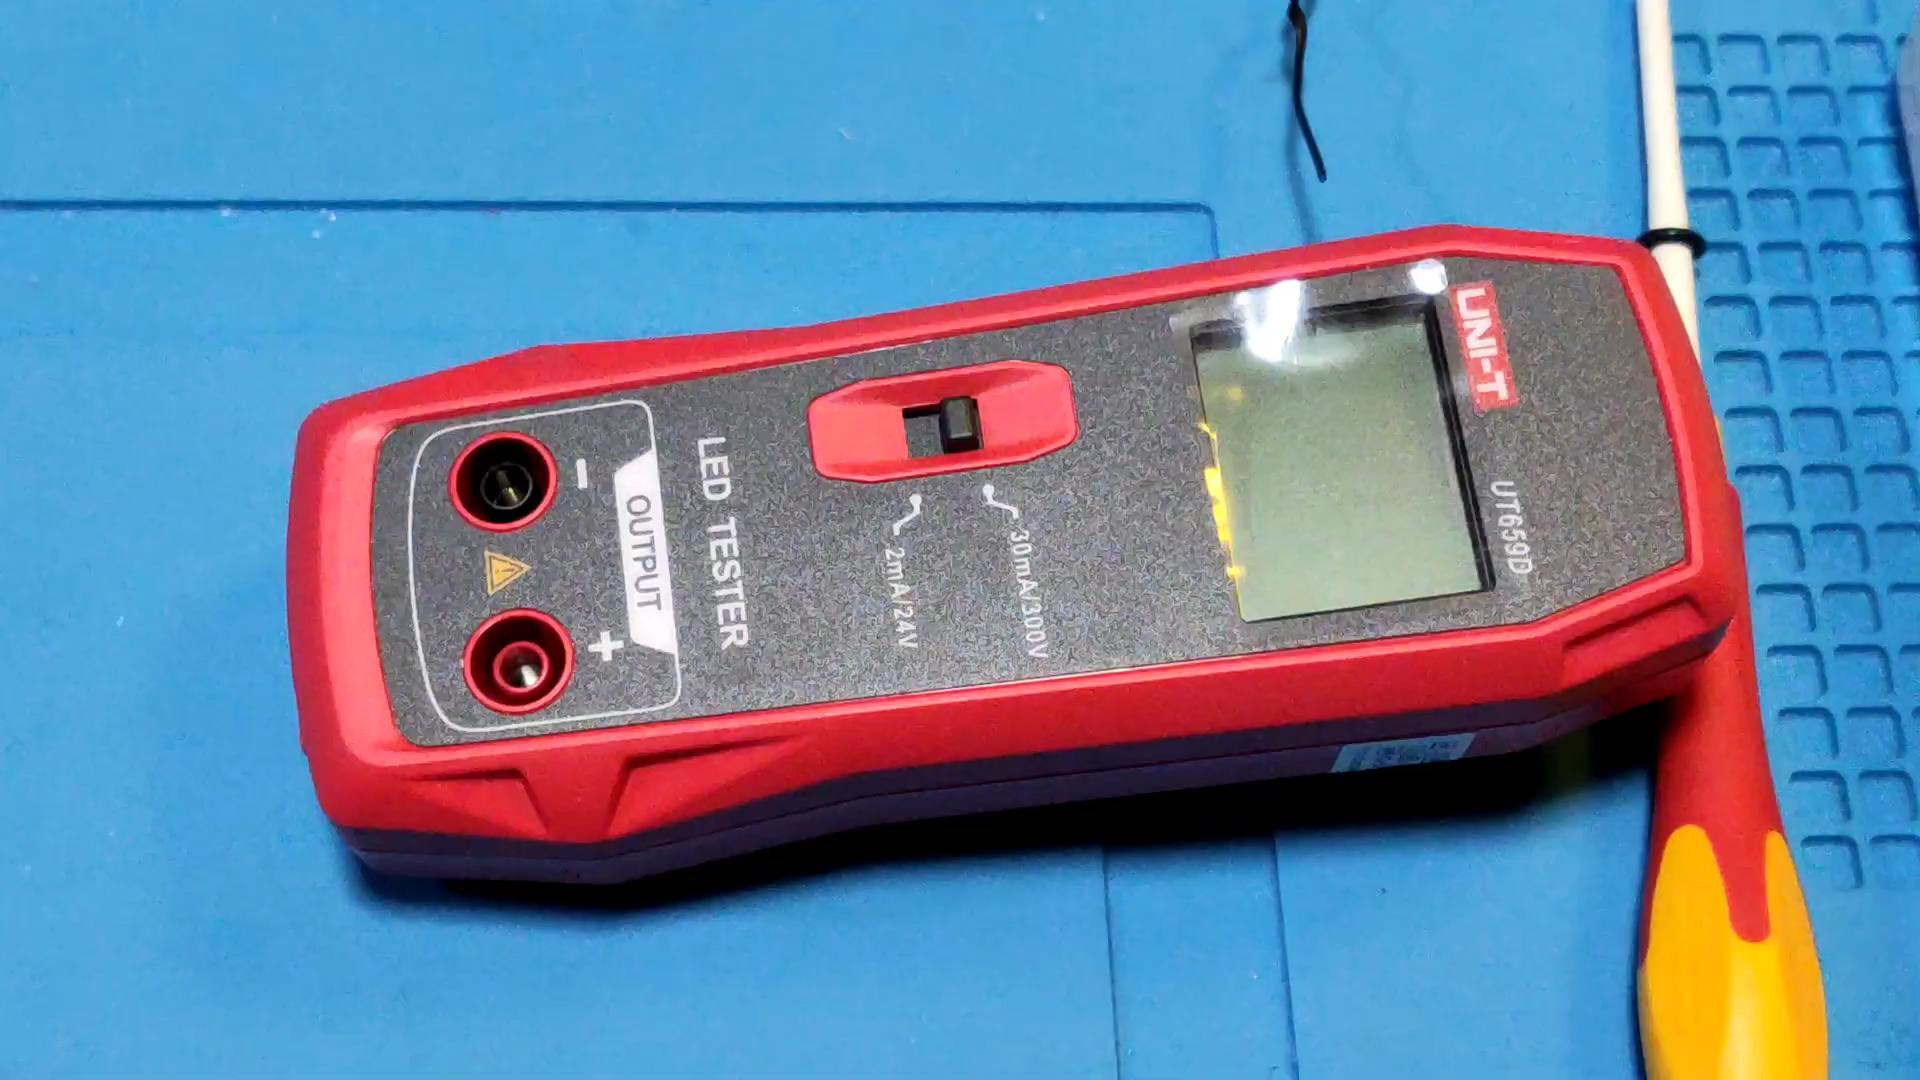 UNI-T
UT659D
30mA/300V
2mA/24V
LED TESTER
OUTPUT
−
+